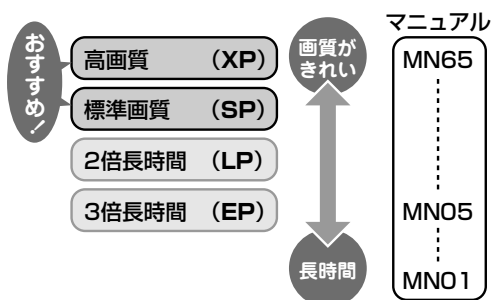 おすすめ!
高画質 (XP)
標準画質 (SP)
2倍長時間 (LP)
3倍長時間 (EP)
画質が
きれい
長時間
マニュアル
MN65
MN05
MN01